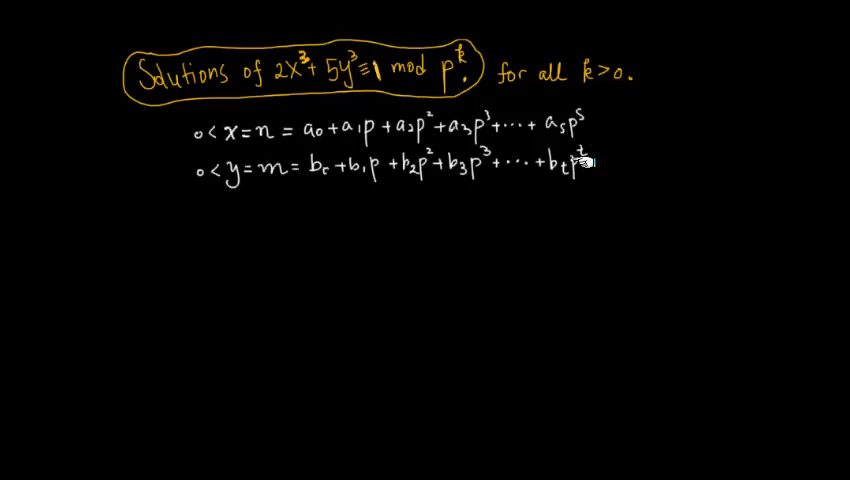 Solutions of 2x³ + 5y³ ≡ 1 mod pᵏ. for all k > 0.
0 < x = n = a₀ + a₁p + a₂p² + a₃p³ + ··· + aₛpˢ
0 < y = m = b₀ + b₁p + b₂p² + b₃p³ + ··· + bₜpᵗ